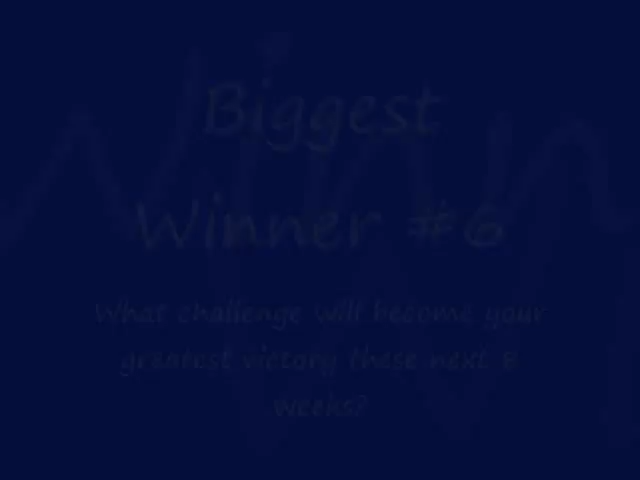 Biggest
Winner #6
What challenge will become your
greatest victory these next 8
weeks?